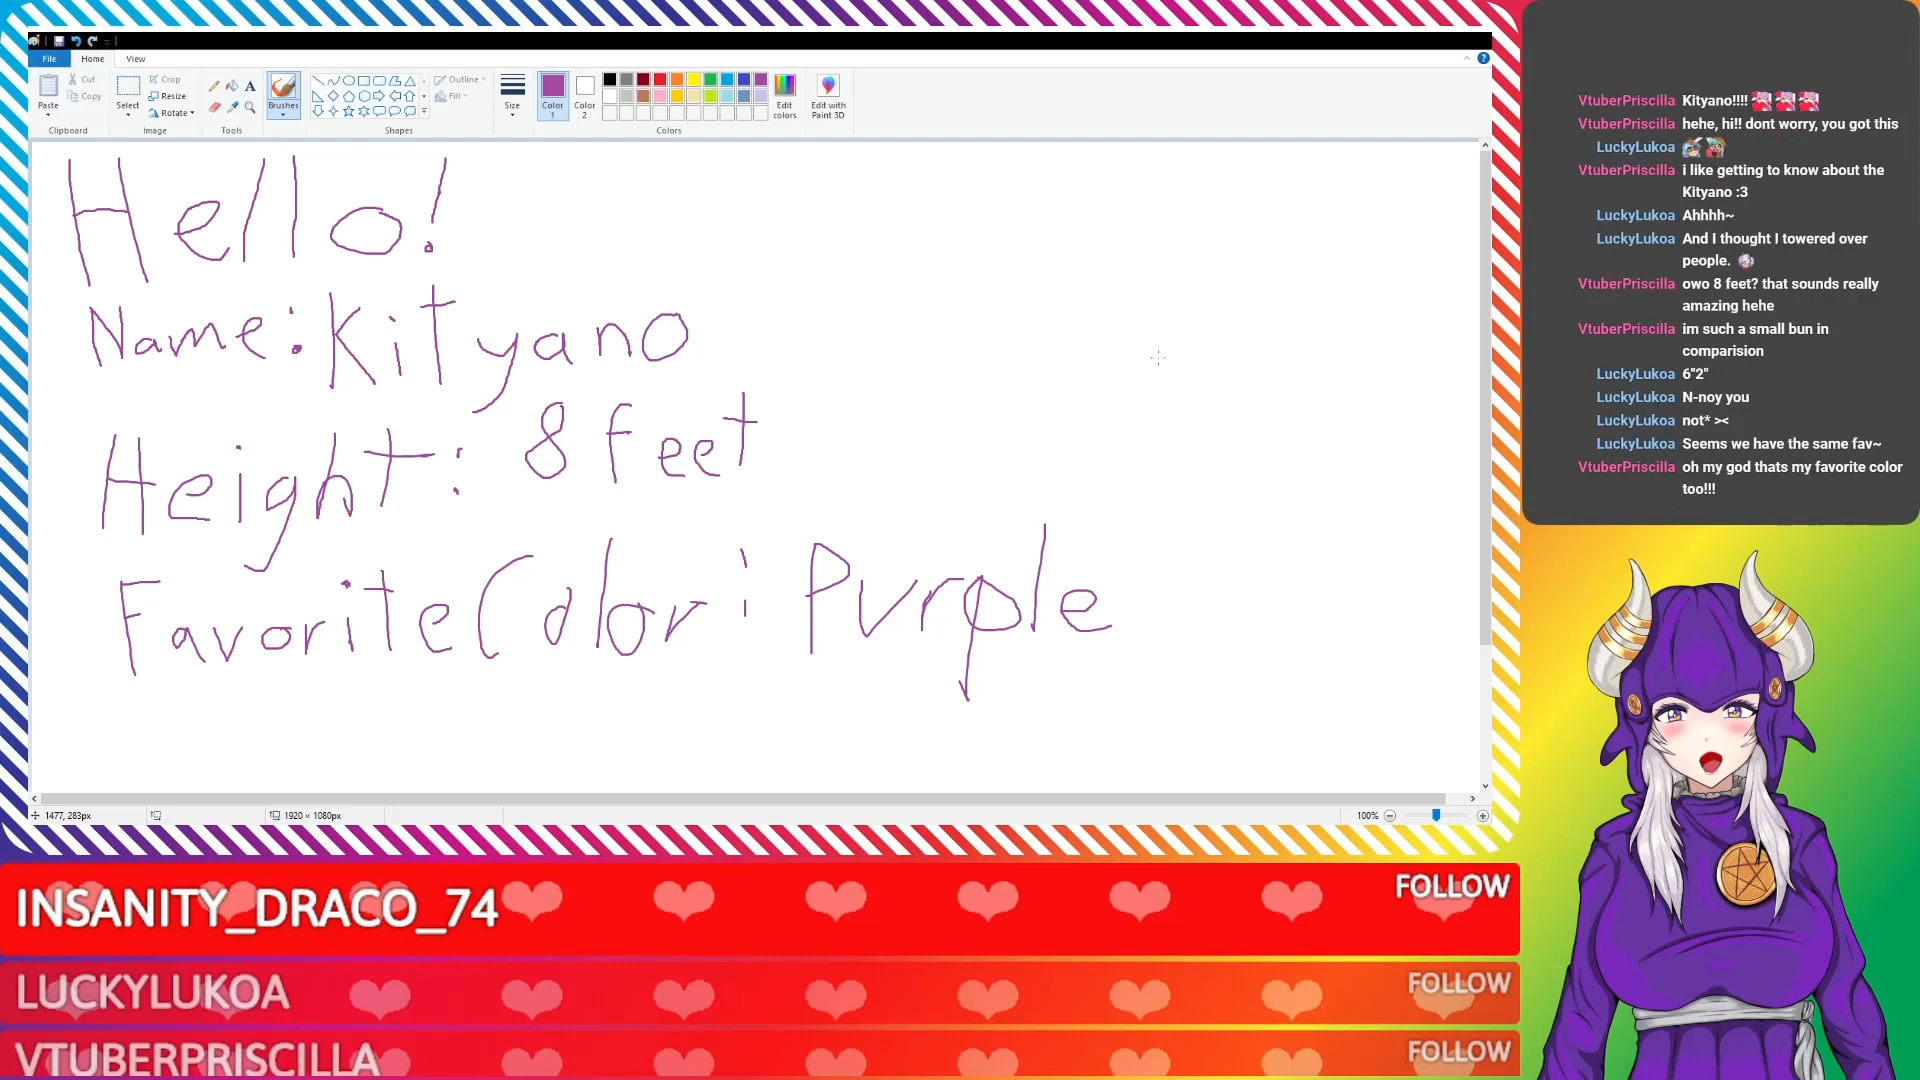 File Home View
Paste
Cut
Copy
Clipboard
Select
Crop
Resize
Rotate
Image
A
Tools
Brushes
Shapes
Outline
Fill
Size
Color 1
Color 2
Colors
Edit colors
Edit with Paint 3D
Hello!
Name: Kityano
Height: 8 feet
Favorite Color: Purple
1477, 283px
1920 × 1080px
100%
VtuberPriscilla Kityano!!!!
VtuberPriscilla hehe, hi!! dont worry, you got this
LuckyLukoa
VtuberPriscilla i like getting to know about the
Kityano :3
LuckyLukoa Ahhhh~
LuckyLukoa And I thought I towered over
people.
VtuberPriscilla owo 8 feet? that sounds really
amazing hehe
VtuberPriscilla im such a small bun in
comparision
LuckyLukoa 6"2"
LuckyLukoa N-noy you
LuckyLukoa not* ><
LuckyLukoa Seems we have the same fav~
VtuberPriscilla oh my god thats my favorite color
too!!!
INSANITY_DRACO_74 FOLLOW
LUCKYLUKOA FOLLOW
VTUBERPRISCILLA FOLLOW